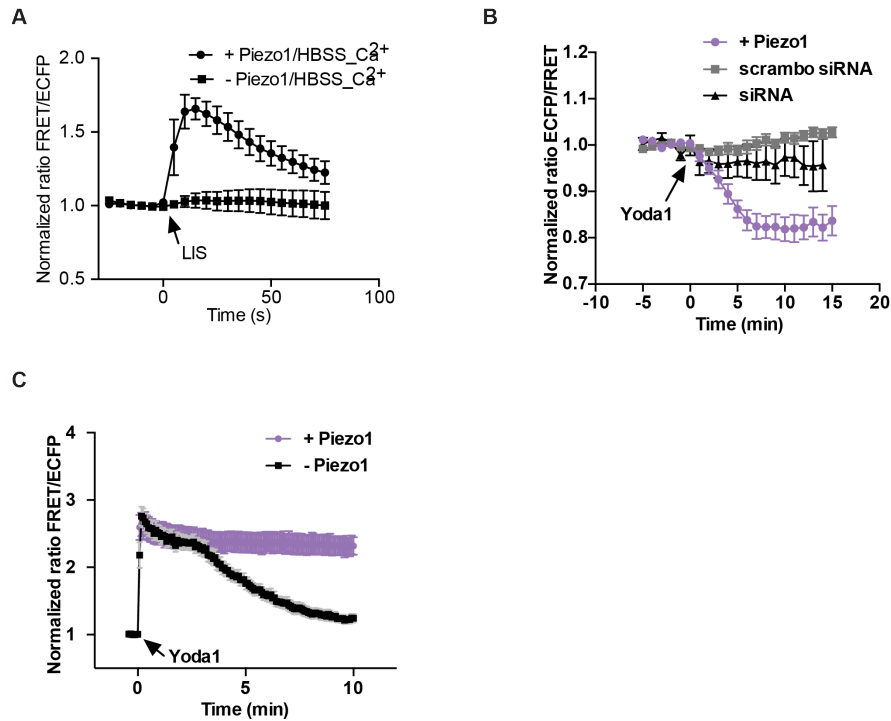 A
Normalized ratio FRET/ECFP
2.0
1.5
1.0
0.5
0
50
100
Time (s)
+ Piezo1/HBSS_Ca2+
- Piezo1/HBSS_Ca2+
LIS
B
Normalized ratio ECFP/FRET
1.2
1.1
1.0
0.9
0.8
0.7
-10
-5
0
5
10
15
20
Time (min)
+ Piezo1
scrambo siRNA
siRNA
Yoda1
C
Normalized ratio FRET/ECFP
4
3
2
1
0
5
10
Time (min)
+ Piezo1
- Piezo1
Yoda1